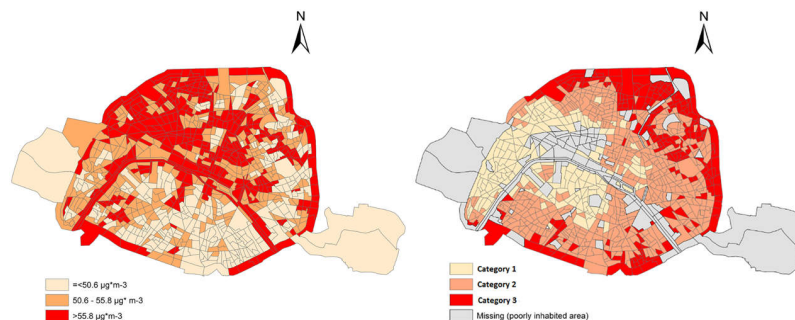 N
N
=<50.6 µg*m-3
50.6 - 55.8 µg* m-3
>55.8 µg*m-3
Category 1
Category 2
Category 3
Missing (poorly inhabited area)